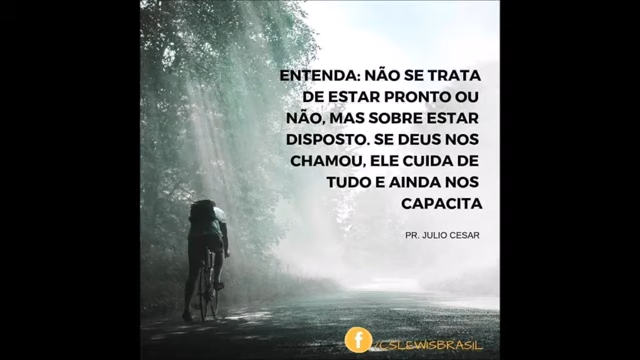 ENTENDA: NÃO SE TRATA
DE ESTAR PRONTO OU
NÃO, MAS SOBRE ESTAR
DISPOSTO. SE DEUS NOS
CHAMOU, ELE CUIDA DE
TUDO E AINDA NOS
CAPACITA
PR. JULIO CESAR
f /CSLEWISBRASIL